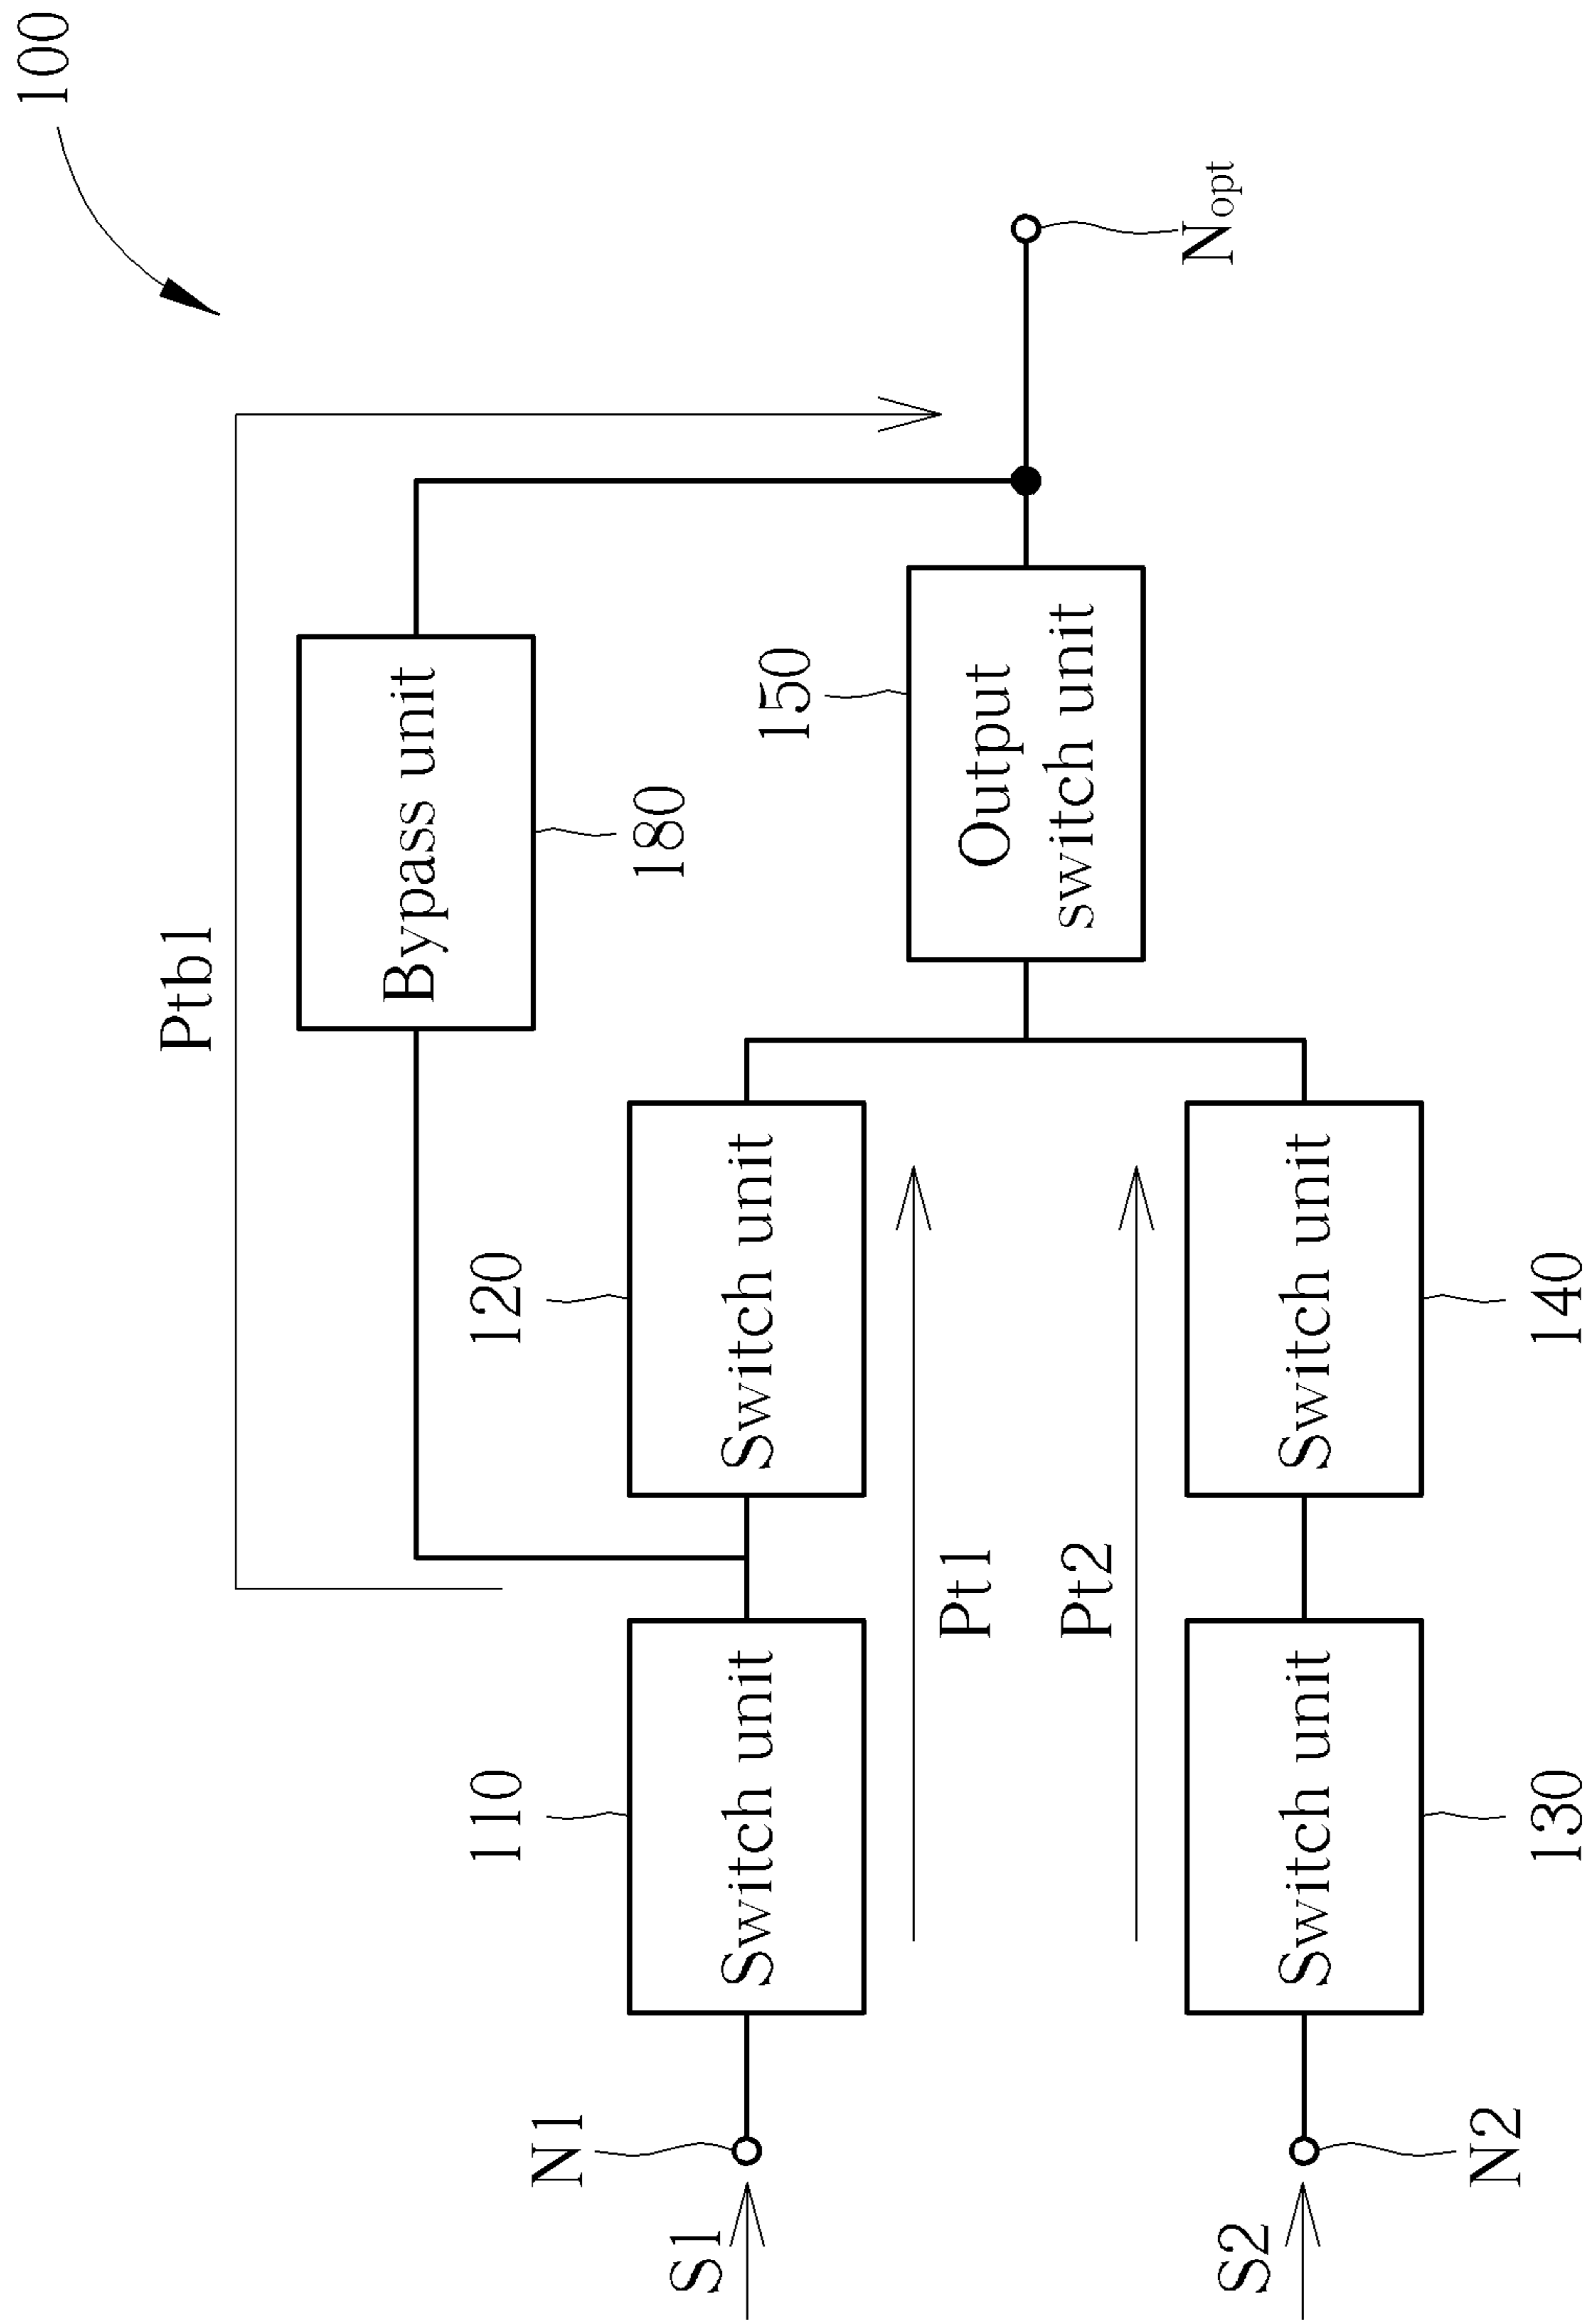 100
Ptb1
Bypass unit
180
110
120
150
N1
S1
Switch unit
Switch unit
Output
switch unit
Pt1
Pt2
Nopt
S2
Switch unit
Switch unit
N2
130
140